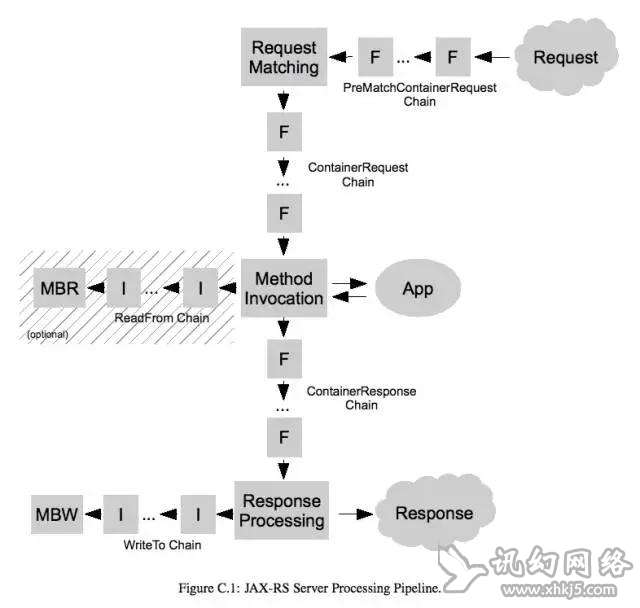 Request
Matching
F
...
F
Request
PreMatchContainerRequest
Chain
F
ContainerRequest
Chain
...
F
MBR
I
...
I
Method
Invocation
App
ReadFrom Chain
(optional)
F
ContainerResponse
Chain
...
F
MBW
I
...
I
Response
Processing
Response
WriteTo Chain
讯幻网络
www.xhkj5.com
Figure C.1: JAX-RS Server Processing Pipeline.